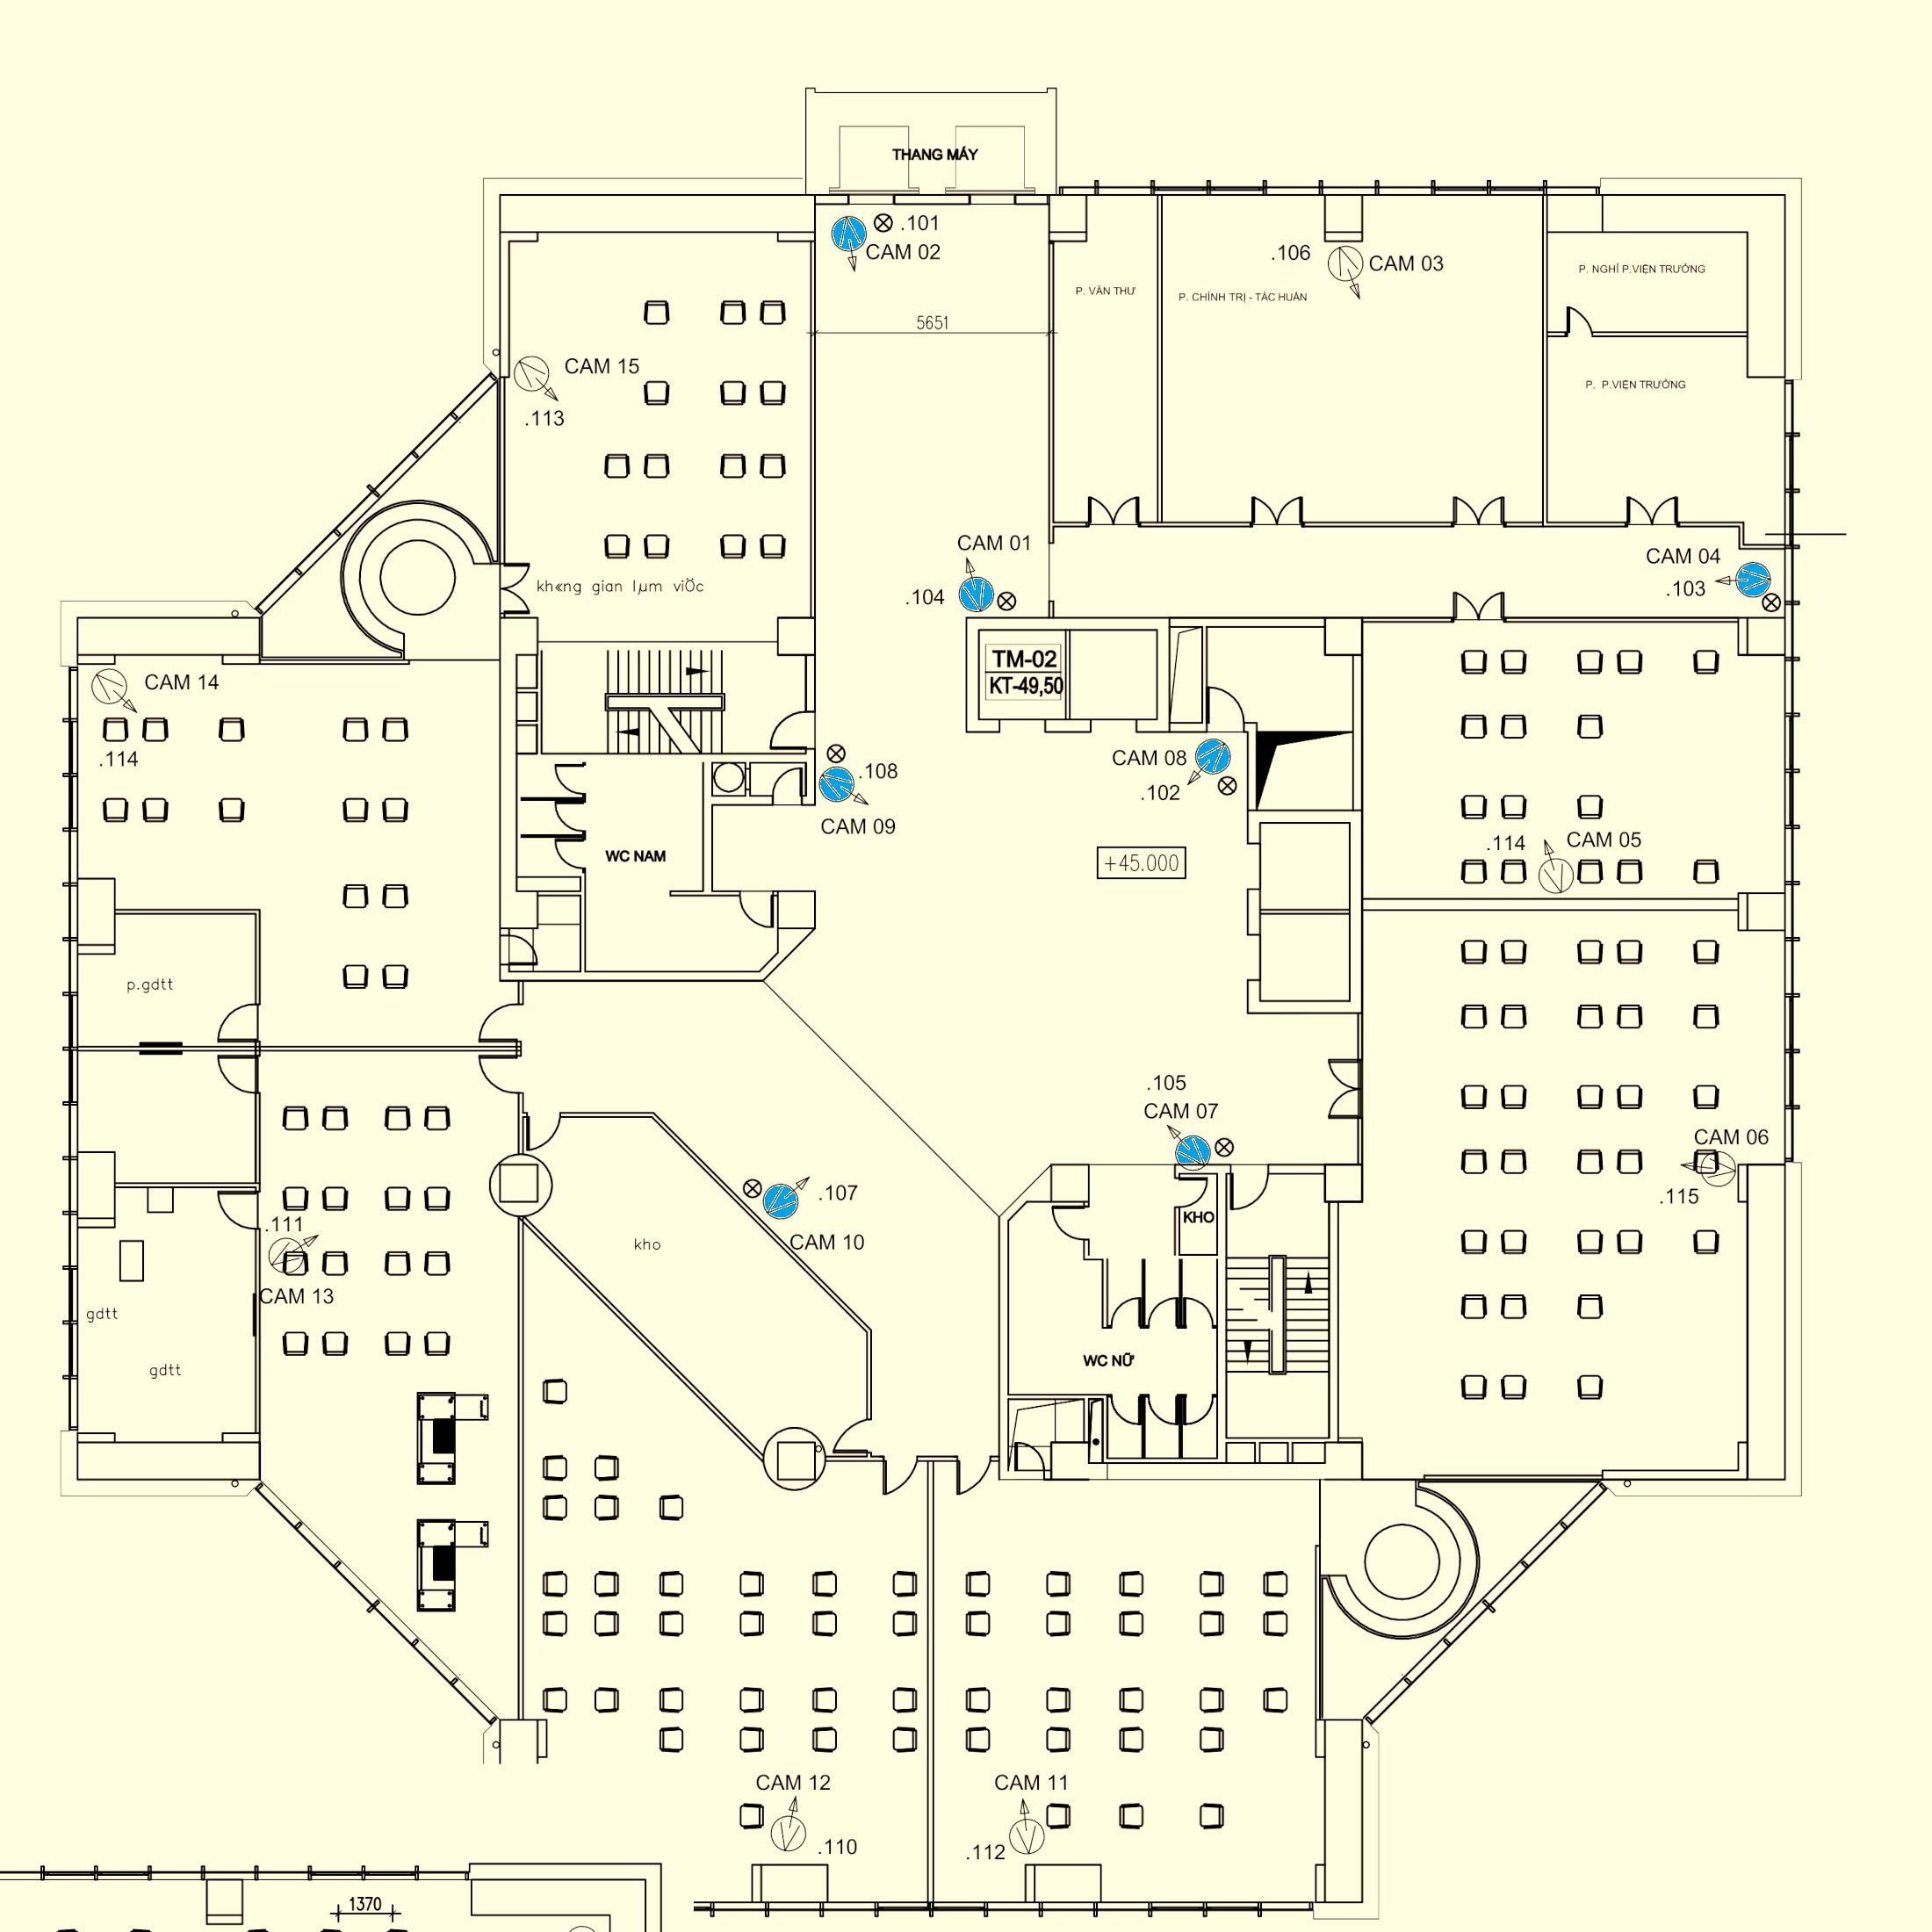 THANG MÁY
.101
CAM 02
.106
CAM 03
P. NGHỈ P.VIỆN TRƯỞNG
P. VĂN THƯ
P. CHÍNH TRỊ - TÁC HUẤN
5651
CAM 15
P. P.VIỆN TRƯỞNG
.113
CAM 01
CAM 04
kh«ng gian lµm viÖc
.104
.103
TM-02
KT-49,50
CAM 14
.114
CAM 08
.108
.102
CAM 09
.114
CAM 05
WC NAM
+45.000
p.gdtt
.105
CAM 07
CAM 06
.107
.115
.111
KHO
kho
CAM 10
CAM 13
gdtt
WC NỮ
gdtt
CAM 12
CAM 11
.110
.112
1370